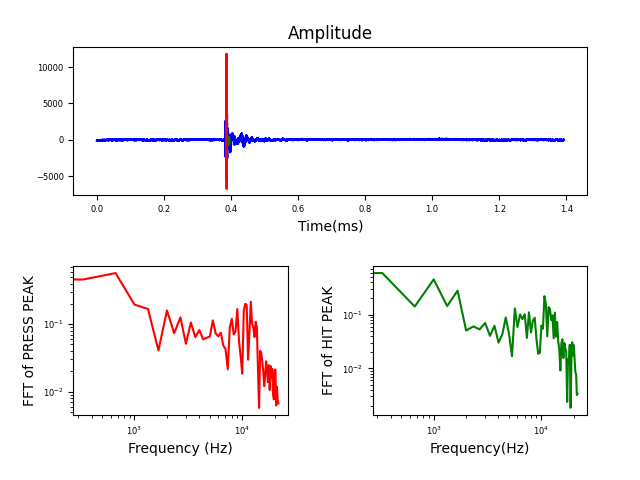 Amplitude
10000
5000
0
−5000
0.0 0.2 0.4 0.6 0.8 1.0 1.2 1.4
Time(ms)
FFT of PRESS PEAK
10⁻¹
10⁻²
10³ 10⁴
Frequency (Hz)
FFT of HIT PEAK
10⁻¹
10⁻²
10³ 10⁴
Frequency(Hz)